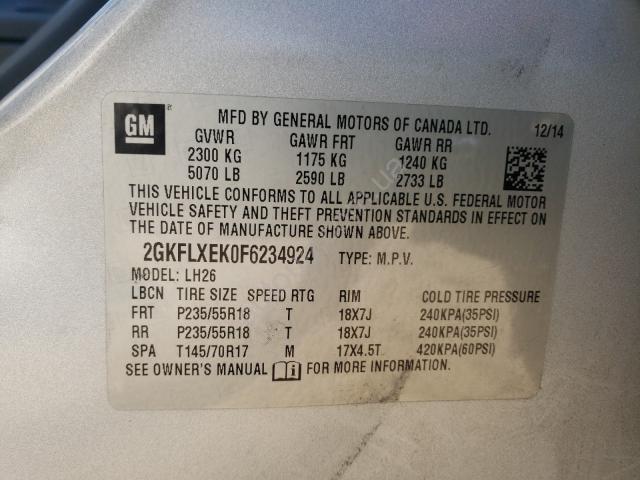 GM
MFD BY GENERAL MOTORS OF CANADA LTD. 12/14
GVWR GAWR FRT GAWR RR
2300 KG 1175 KG 1240 KG
5070 LB 2590 LB 2733 LB
THIS VEHICLE CONFORMS TO ALL APPLICABLE U.S. FEDERAL MOTOR
VEHICLE SAFETY AND THEFT PREVENTION STANDARDS IN EFFECT ON
THE DATE OF MANUFACTURE SHOWN ABOVE.
2GKFLXEK0F6234924 TYPE: M.P.V.
MODEL: LH26
LBCN TIRE SIZE SPEED RTG RIM COLD TIRE PRESSURE
FRT P235/55R18 T 18X7J 240KPA(35PSI)
RR P235/55R18 T 18X7J 240KPA(35PSI)
SPA T145/70R17 M 17X4.5T 420KPA(60PSI)
SEE OWNER'S MANUAL FOR MORE INFORMATION.